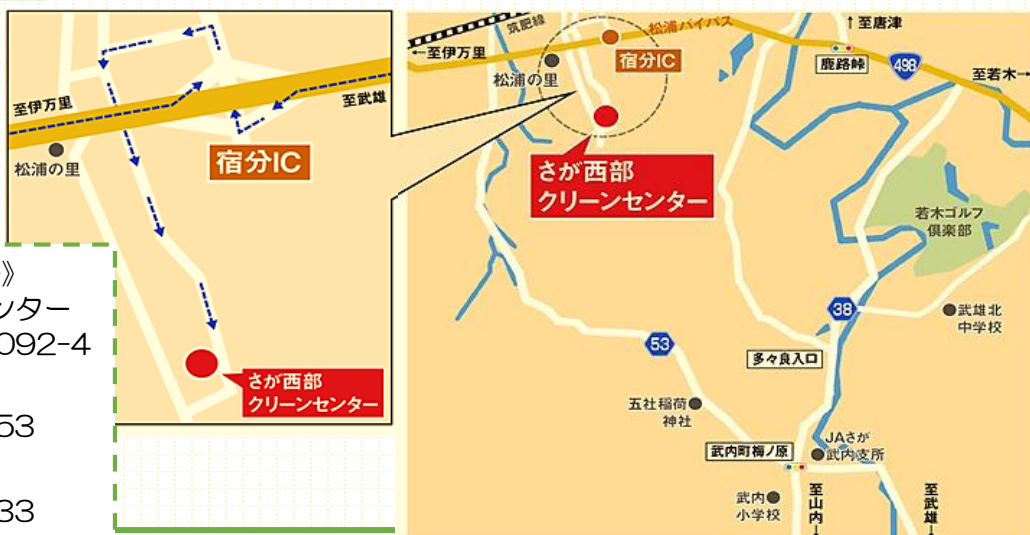 至伊万里
至武雄
松浦の里
宿分IC
さが西部
クリーンセンター
》
ンター
092-4
53
33
筑肥線
松浦バイパス
↑至唐津
←至伊万里
宿分IC
鹿路峠
498
至若木→
松浦の里
さが西部
クリーンセンター
若木ゴルフ
倶楽部
38
武雄北
中学校
53
多々良入口
五社稲荷
神社
武内町梅ノ原
JAさが
武内支所
武内
小学校
至山内↓
至武雄↓